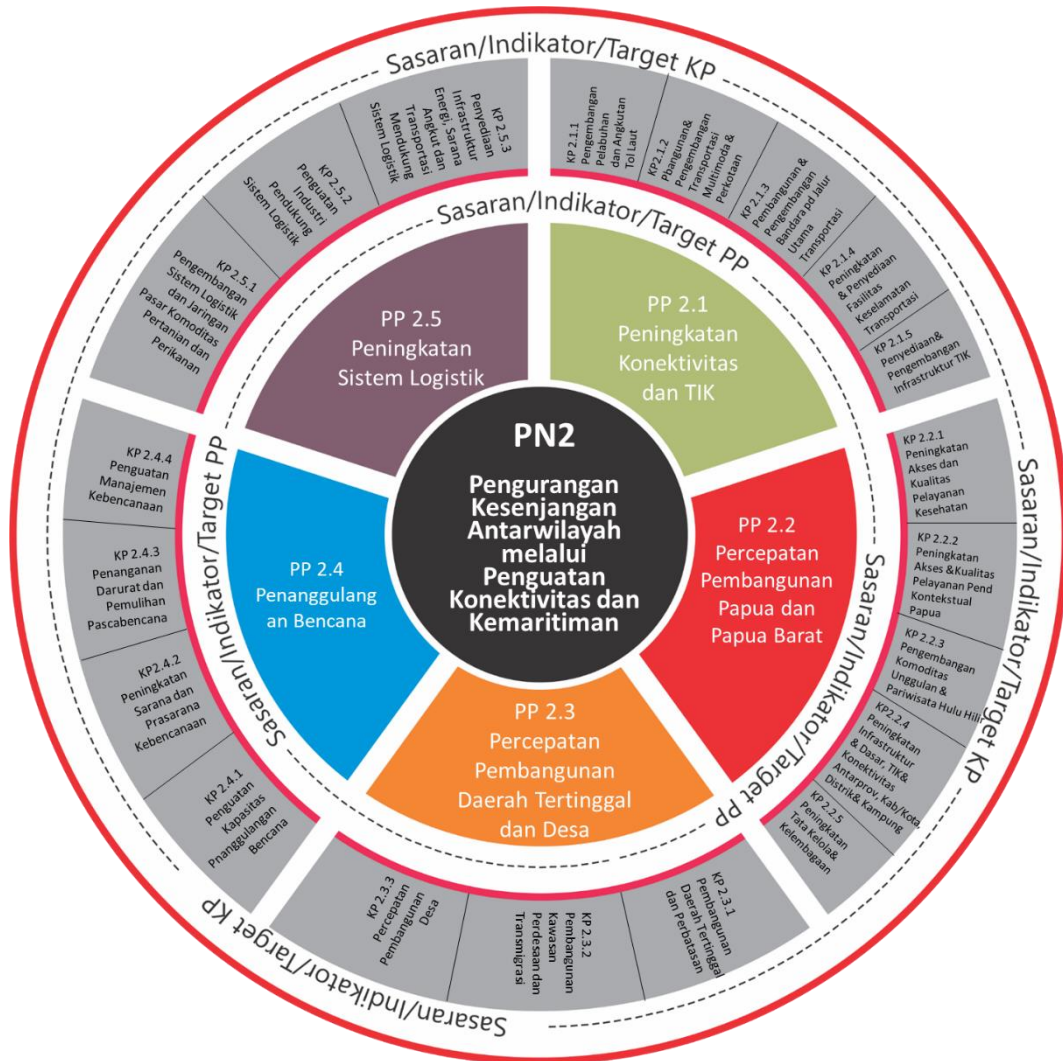 PN2
Pengurangan
Kesenjangan
Antarwilayah
melalui
Penguatan
Konektivitas dan
Kemaritiman
PP 2.1
Peningkatan
Konektivitas
dan TIK
PP 2.2
Percepatan
Pembangunan
Papua dan
Papua Barat
PP 2.3
Percepatan
Pembangunan
Daerah Tertinggal
dan Desa
PP 2.4
Penanggulang
an Bencana
PP 2.5
Peningkatan
Sistem Logistik
Sasaran/Indikator/Target PP
Sasaran/Indikator/Target PP
Sasaran/Indikator/Target PP
Sasaran/Indikator/Target KP
Sasaran/Indikator/Target KP
Sasaran/Indikator/Target KP
KP 2.1.1
Pengembangan
Pelabuhan
dan Angkutan
Tol Laut
KP2.1.2
Pbangunan&
Pengembangan
Transportasi
Multimoda &
Perkotaan
KP 2.1.3
Pembangunan &
Pengembangan
Bandara pd Jalur
Utama
Transportasi
KP 2.1.4
Peningkatan
& Penyediaan
Fasilitas
Keselamatan
Transportasi
KP 2.1.5
Penyediaan&
Pengembangan
Infrastruktur TIK
KP 2.2.1
Peningkatan
Akses dan
Kualitas
Pelayanan
Kesehatan
KP 2.2.2
Peningkatan
Akses &Kualitas
Pelayanan Pend
Kontekstual
Papua
KP 2.2.3
Pengembangan
Komoditas
Unggulan &
Pariwisata Hulu Hilir
KP2.2.4
Peningkatan
Infrastruktur
& Dasar, TIK&
Konektivitas
Antarprov, Kab/Kota,
Distrik& Kampung
KP 2.2.5
Peningkatan
Tata Kelola&
Kelembagaan
KP 2.3.1
Pembangunan
Daerah Tertinggal
dan Perbatasan
KP 2.3.2
Pembangunan
Kawasan
Perdesaan dan
Transmigrasi
KP 2.3.3
Percepatan
Pembangunan
Desa
KP 2.4.1
Penguatan
Kapasitas
Pnanggulangan
Bencana
KP2.4.2
Peningkatan
Sarana dan
Prasarana
Kebencanaan
KP 2.4.3
Penanganan
Darurat dan
Pemulihan
Pascabencana
KP 2.4.4
Penguatan
Manajemen
Kebencanaan
KP 2.5.1
Pengembangan
Sistem Logistik
dan Jaringan
Pasar Komoditas
Pertanian dan
Perikanan
KP 2.5.2
Penguatan
Industri
Pendukung
Sistem Logistik
KP 2.5.3
Penyediaan
Infrastruktur
Energi, Sarana
Angkut dan
Transportasi
Mendukung
Sistem Logistik